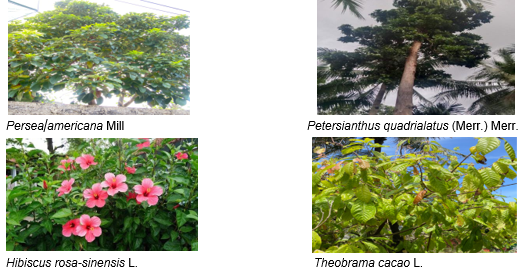 Persea|americana Mill
Petersianthus quadrialatus (Merr.) Merr.
Hibiscus rosa-sinensis L.
Theobrama cacao L.